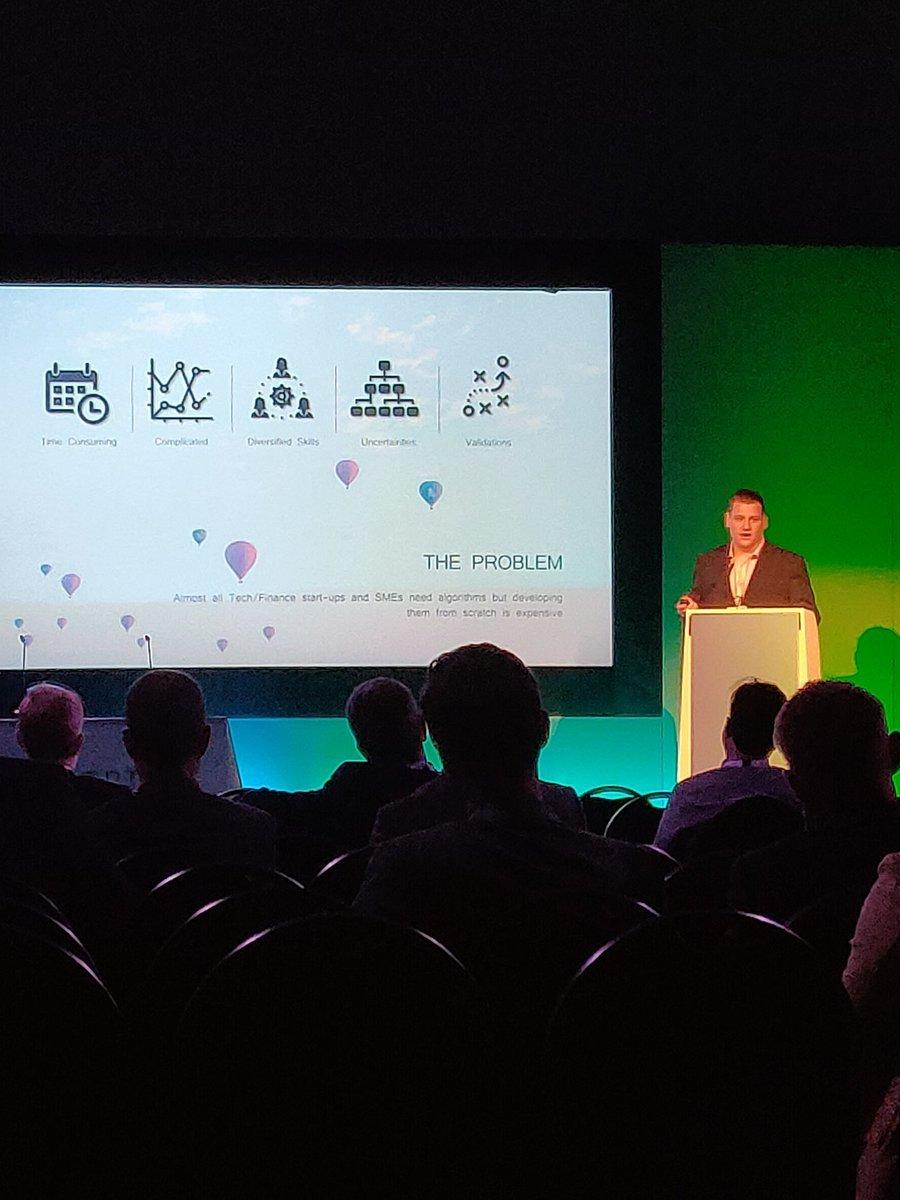 Time Consuming
Complicated
Diversified Skills
Uncertainties
Validations
THE PROBLEM
Almost all Tech/Finance start-ups and SMEs need algorithms but developing
them from scratch is expensive